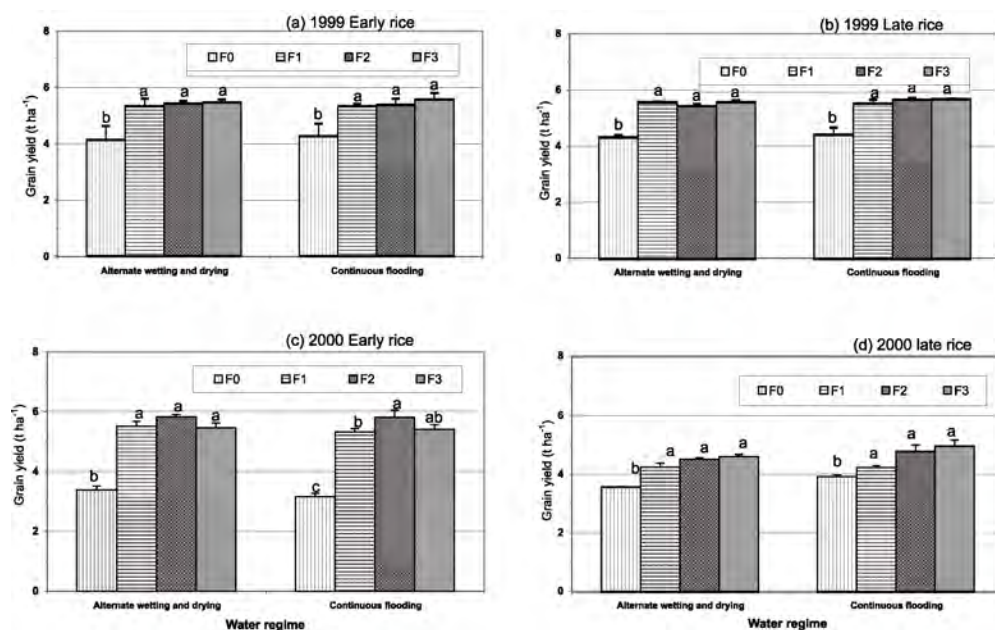 (a) 1999 Early rice
8
F0 F1 F2 F3
6
4
2
0
Grain yield (t ha⁻¹)
b a a a b a a a
Alternate wetting and drying Continuous flooding
(b) 1999 Late rice
8
F0 F1 F2 F3
6
4
2
0
Grain yield (t ha⁻¹)
b a a a b a a a
Alternate wetting and drying Continuous flooding
(c) 2000 Early rice
8
F0 F1 F2 F3
6
4
2
0
Grain yield (t ha⁻¹)
b a a a c b a ab
Alternate wetting and drying Continuous flooding
Water regime
(d) 2000 late rice
8
F0 F1 F2 F3
6
4
2
0
Grain yield (t ha⁻¹)
b a a a b a a a
Alternate wetting and drying Continuous flooding
Water regime